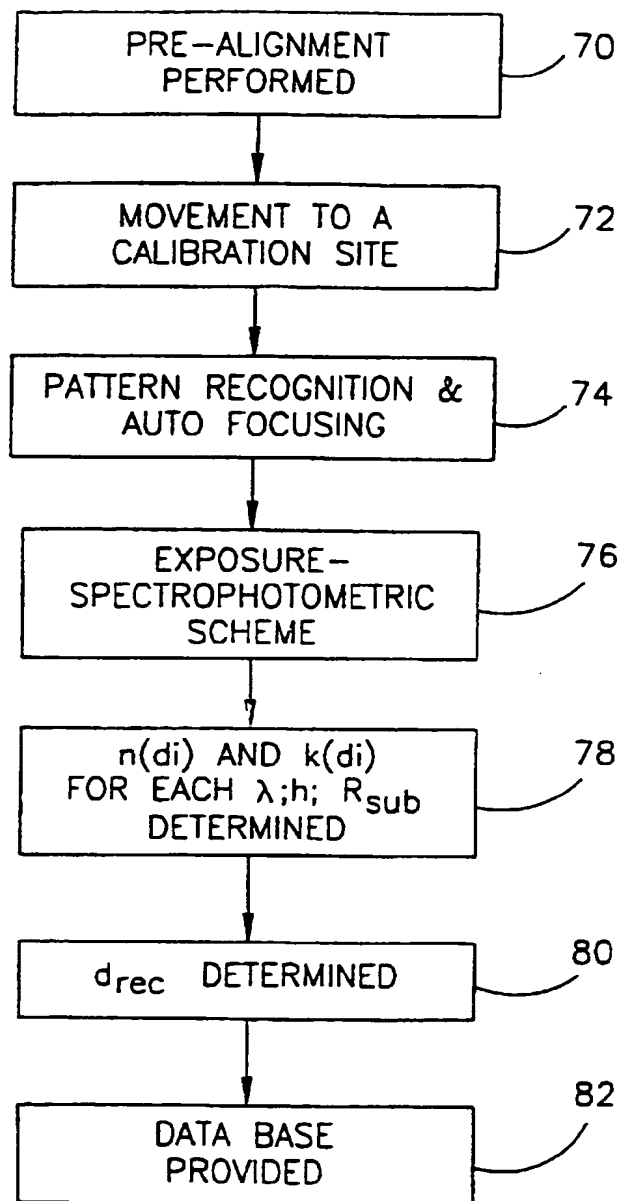 PRE-ALIGNMENT
PERFORMED
70
MOVEMENT TO A
CALIBRATION SITE
72
PATTERN RECOGNITION &
AUTO FOCUSING
74
EXPOSURE-
SPECTROPHOTOMETRIC
SCHEME
76
n(di) AND k(di)
FOR EACH λ;h; Rsub
DETERMINED
78
drec DETERMINED
80
DATA BASE
PROVIDED
82